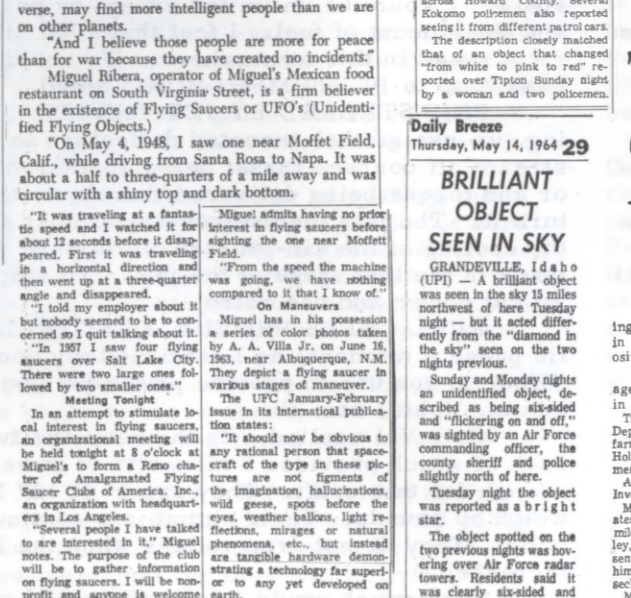 verse, may find more intelligent people than we are
on other planets.
"And I believe those people are more for peace
than for war because they have created no incidents."
Miguel Ribera, operator of Miguel's Mexican food
restaurant on South Virginia Street, is a firm believer
in the existence of Flying Saucers or UFO's (Unidenti-
fied Flying Objects.)
"On May 4, 1948, I saw one near Moffet Field,
Calif., while driving from Santa Rosa to Napa. It was
about a half to three-quarters of a mile away and was
circular with a shiny top and dark bottom.
"It was traveling at a fantas-
tic speed and I watched it for
about 12 seconds before it disap-
peared. First it was traveling
in a horizontal direction and
then went up at a three-quarter
angle and disappeared.
"I told my employer about it
but nobody seemed to be con-
cerned so I quit talking about it.
"In 1957 I saw four flying
saucers over Salt Lake City.
There were two large ones fol-
lowed by two smaller ones."
Meeting Tonight
In an attempt to stimulate lo-
cal interest in flying saucers,
an organizational meeting will
be held tonight at 8 o'clock at
Miguel's to form a Reno cha-
ter of Amalgamated Flying
Saucer Clubs of America. Inc.,
an organization with headquar-
ters in Los Angeles.
"Several people I have talked
to are interested in it," Miguel
notes. The purpose of the club
will be to gather information
on flying saucers. I will be non-
profit and anyone is welcome
Miguel admits having no prior
interest in flying saucers before
sighting the one near Moffett
Field.
"From the speed the machine
was going, we have nothing
compared to it that I know of."
On Maneuvers
Miguel has in his possession
a series of color photos taken
by A. A. Villa Jr. on June 16,
1963, near Albuquerque, N.M.
They depict a flying saucer in
various stages of maneuver.
The UFC January-February
issue in its internatioal publica-
tion states:
"It should now be obvious to
any rational person that space-
craft of the type in these pic-
tures are not figments of
the imagination, hallucinations,
wild geese, spots before the
eyes, weather ballons, light re-
flections, mirages or natural
phenomena, etc., but instead
are tangible hardware demon-
strating a technology far superi-
or to any yet developed on
earth.
across Howard County, several
Kokomo policemen also reported
seeing it from different patrol cars.
The description closely matched
that of an object that changed
"from white to pink to red" re-
ported over Tipton Sunday night
by a woman and two policemen.
Daily Breeze
Thursday, May 14, 1964 29
BRILLIANT
OBJECT
SEEN IN SKY
GRANDEVILLE, Idaho
(UPI) — A brilliant object
was seen in the sky 15 miles
northwest of here Tuesday
night — but it acted differ-
ently from the "diamond in
the sky" seen on the two
nights previous.
Sunday and Monday nights
an unidentified object, de-
scribed as being six-sided
and "flickering on and off,"
was sighted by an Air Force
commanding officer, the
county sheriff and police
slightly north of here.
Tuesday night the object
was reported as a bright
star.
The object spotted on the
two previous nights was hov-
ering over Air Force radar
towers. Residents said it
was clearly six-sided and